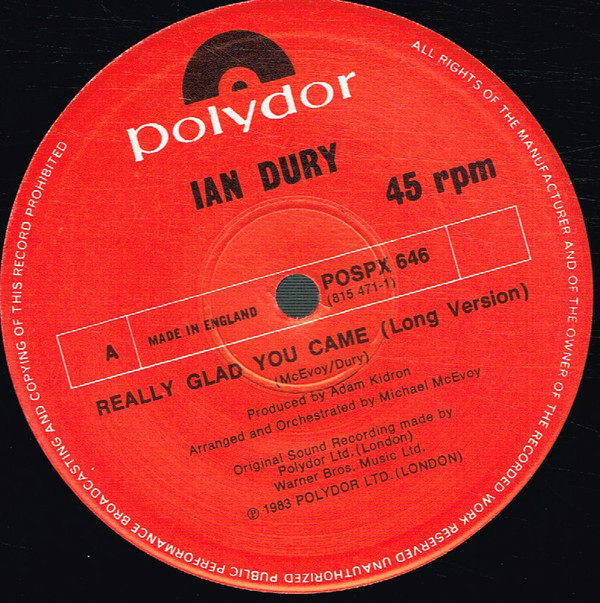 polydor
IAN DURY
45 rpm
POSPX 646
(815 471-1)
A
MADE IN ENGLAND
REALLY GLAD YOU CAME (Long Version)
(McEvoy/Dury)
Produced by Adam Kidron
Arranged and Orchestrated by Michael McEvoy
Original Sound Recording made by
Polydor Ltd. (London)
Warner Bros. Music Ltd.
℗ 1983 POLYDOR LTD. (LONDON)
ALL RIGHTS OF THE MANUFACTURER AND OF THE OWNER OF THE RECORDED WORK RESERVED UNAUTHORIZED PUBLIC PERFORMANCE BROADCASTING AND COPYING OF THIS RECORD PROHIBITED